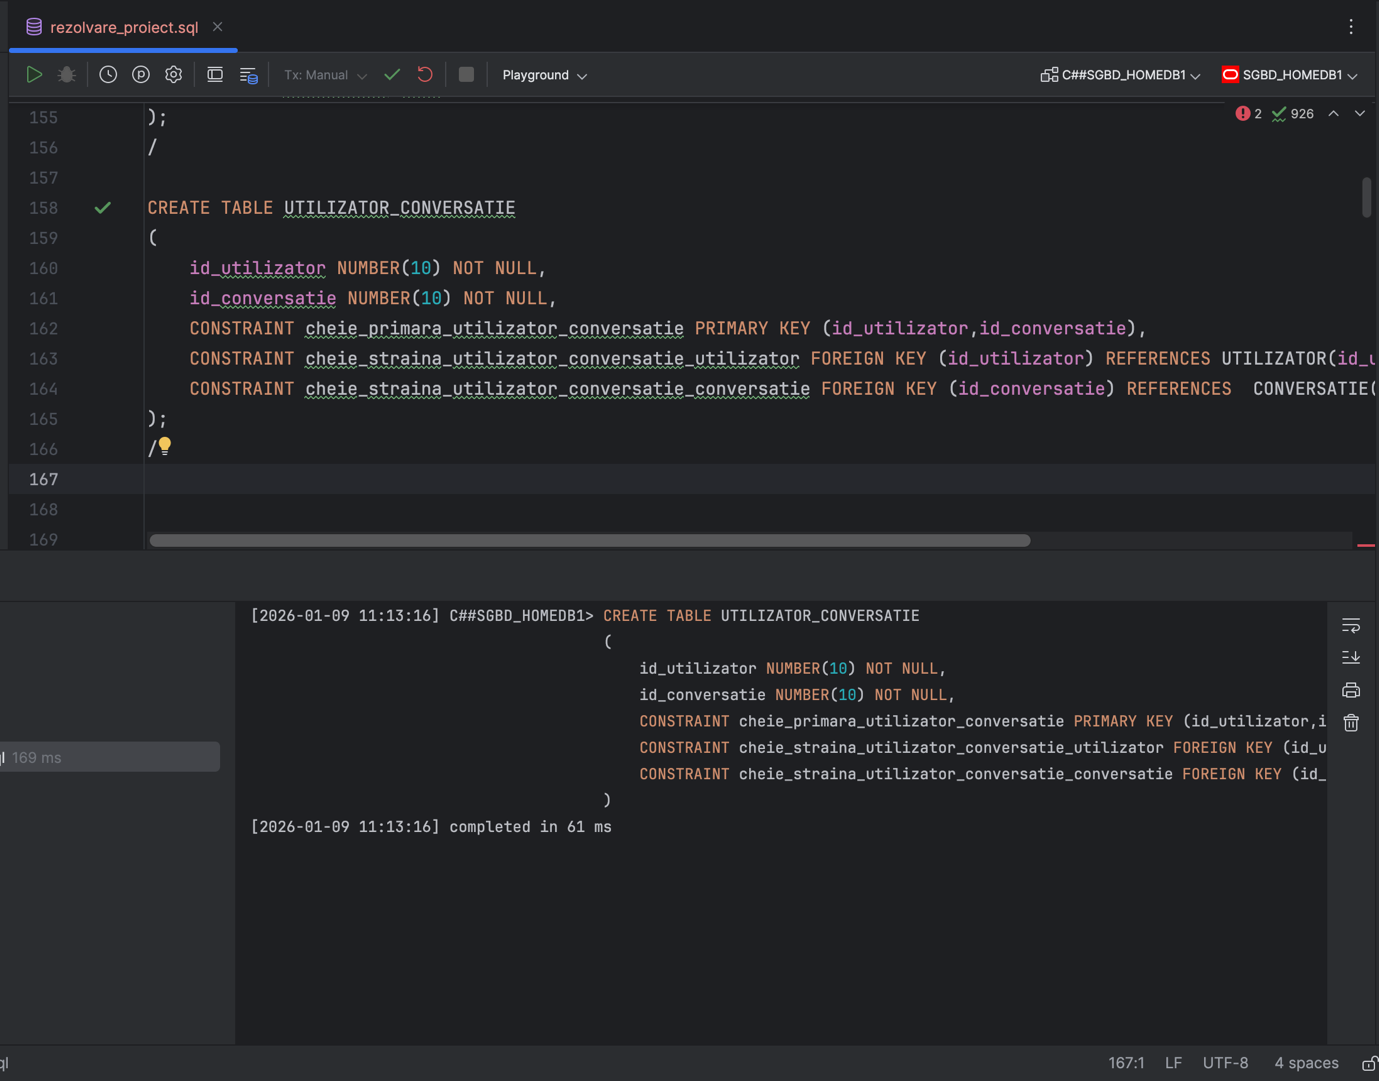 rezolvare_proiect.sql
Tx: Manual
Playground
C##SGBD_HOMEDB1
SGBD_HOMEDB1
2
926
155 );
156 /
157
158 CREATE TABLE UTILIZATOR_CONVERSATIE
159 (
160 id_utilizator NUMBER(10) NOT NULL,
161 id_conversatie NUMBER(10) NOT NULL,
162 CONSTRAINT cheie_primara_utilizator_conversatie PRIMARY KEY (id_utilizator,id_conversatie),
163 CONSTRAINT cheie_straina_utilizator_conversatie_utilizator FOREIGN KEY (id_utilizator) REFERENCES UTILIZATOR(id_u
164 CONSTRAINT cheie_straina_utilizator_conversatie_conversatie FOREIGN KEY (id_conversatie) REFERENCES  CONVERSATIE(
165 );
166 /
167
168
169
[2026-01-09 11:13:16] C##SGBD_HOMEDB1> CREATE TABLE UTILIZATOR_CONVERSATIE
(
id_utilizator NUMBER(10) NOT NULL,
id_conversatie NUMBER(10) NOT NULL,
CONSTRAINT cheie_primara_utilizator_conversatie PRIMARY KEY (id_utilizator,i
CONSTRAINT cheie_straina_utilizator_conversatie_utilizator FOREIGN KEY (id_u
CONSTRAINT cheie_straina_utilizator_conversatie_conversatie FOREIGN KEY (id_
)
[2026-01-09 11:13:16] completed in 61 ms
ql 169 ms
ql
167:1 LF UTF-8 4 spaces